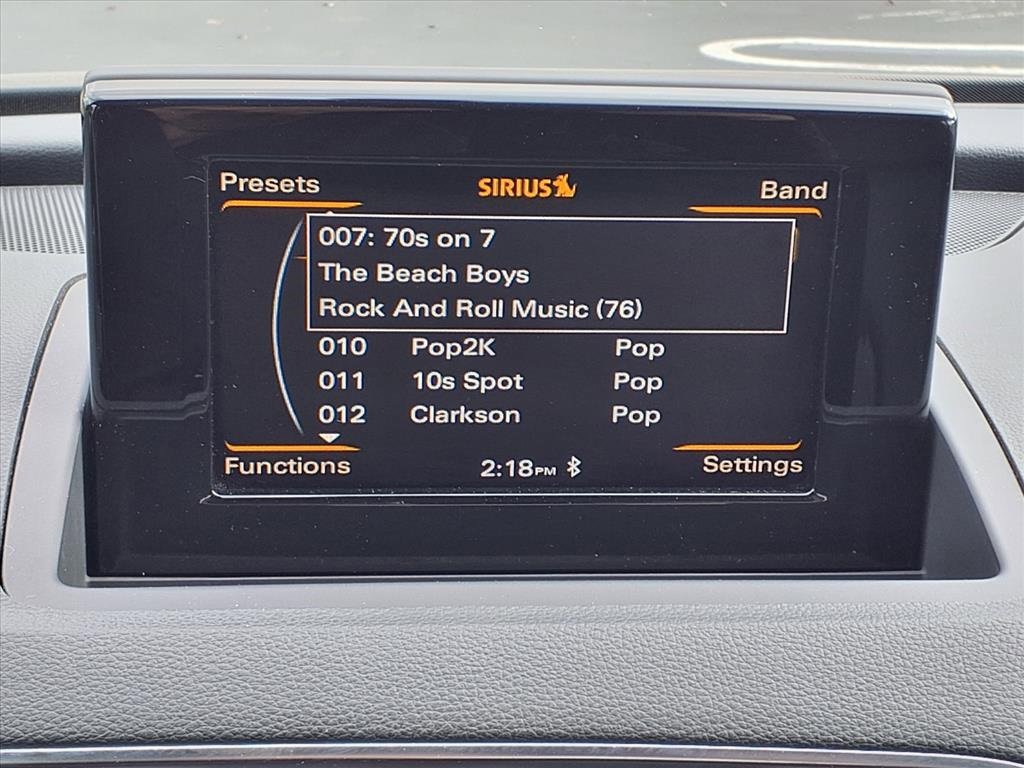 Presets SIRIUS Band
007: 70s on 7
The Beach Boys
Rock And Roll Music (76)
010 Pop2K Pop
011 10s Spot Pop
012 Clarkson Pop
Functions 2:18PM Settings